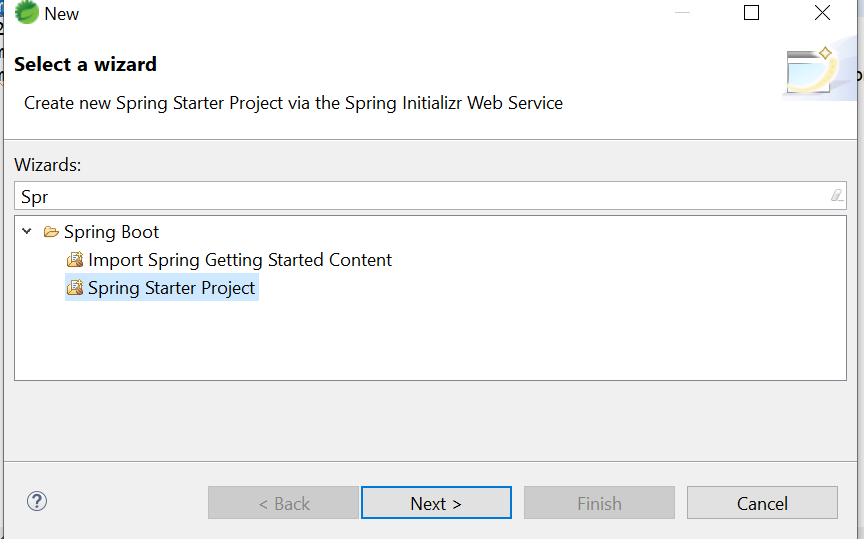 New
Select a wizard
Create new Spring Starter Project via the Spring Initializr Web Service
Wizards:
Spr
Spring Boot
Import Spring Getting Started Content
Spring Starter Project
? < Back Next > Finish Cancel